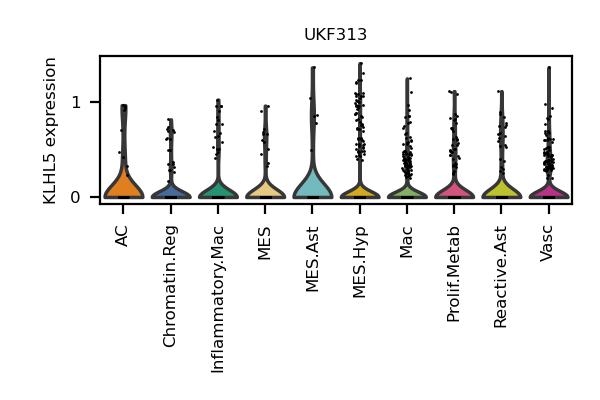 UKF313
KLHL5 expression
1
0
AC
Chromatin.Reg
Inflammatory.Mac
MES
MES.Ast
MES.Hyp
Mac
Prolif.Metab
Reactive.Ast
Vasc